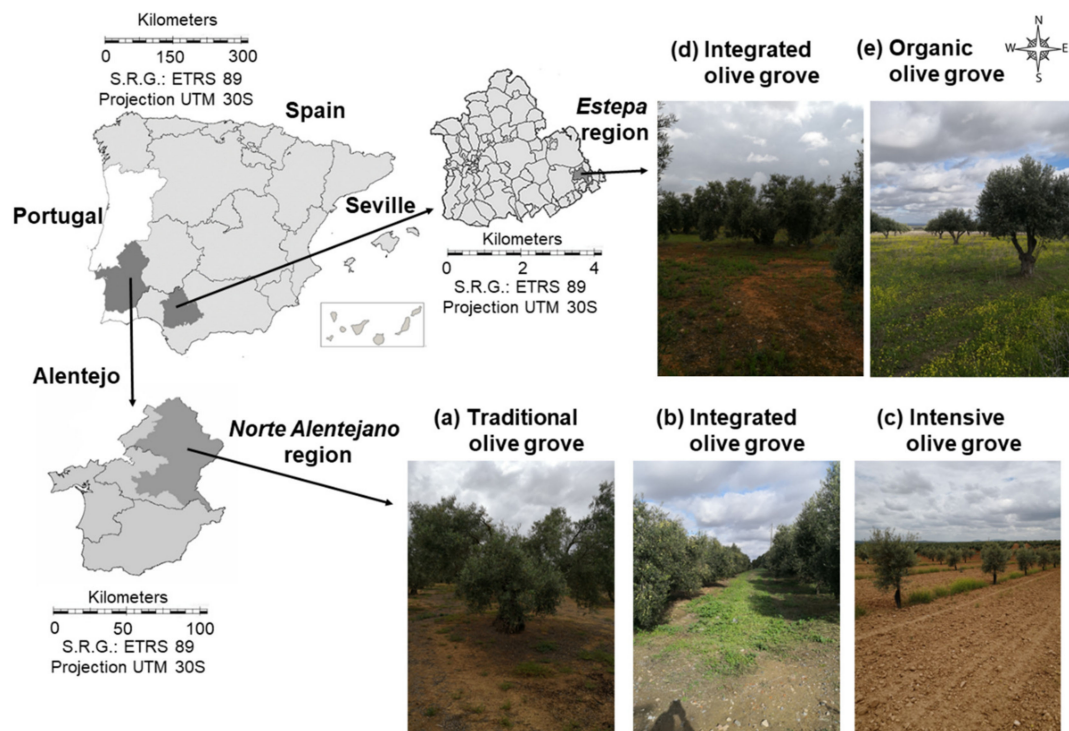 Kilometers
0 150 300
S.R.G.: ETRS 89
Projection UTM 30S
Spain
Portugal
Seville
Estepa
region
Kilometers
0 2 4
S.R.G.: ETRS 89
Projection UTM 30S
(d) Integrated
olive grove
(e) Organic
olive grove
N
W E
S
Alentejo
Norte Alentejano
region
Kilometers
0 50 100
S.R.G.: ETRS 89
Projection UTM 30S
(a) Traditional
olive grove
(b) Integrated
olive grove
(c) Intensive
olive grove